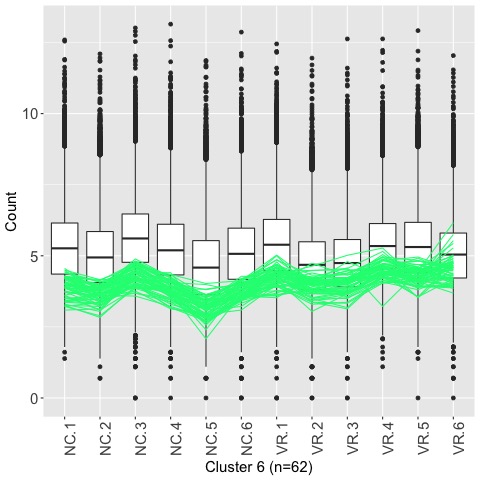 Count
10
5
0
NC.1
NC.2
NC.3
NC.4
NC.5
NC.6
VR.1
VR.2
VR.3
VR.4
VR.5
VR.6
Cluster 6 (n=62)